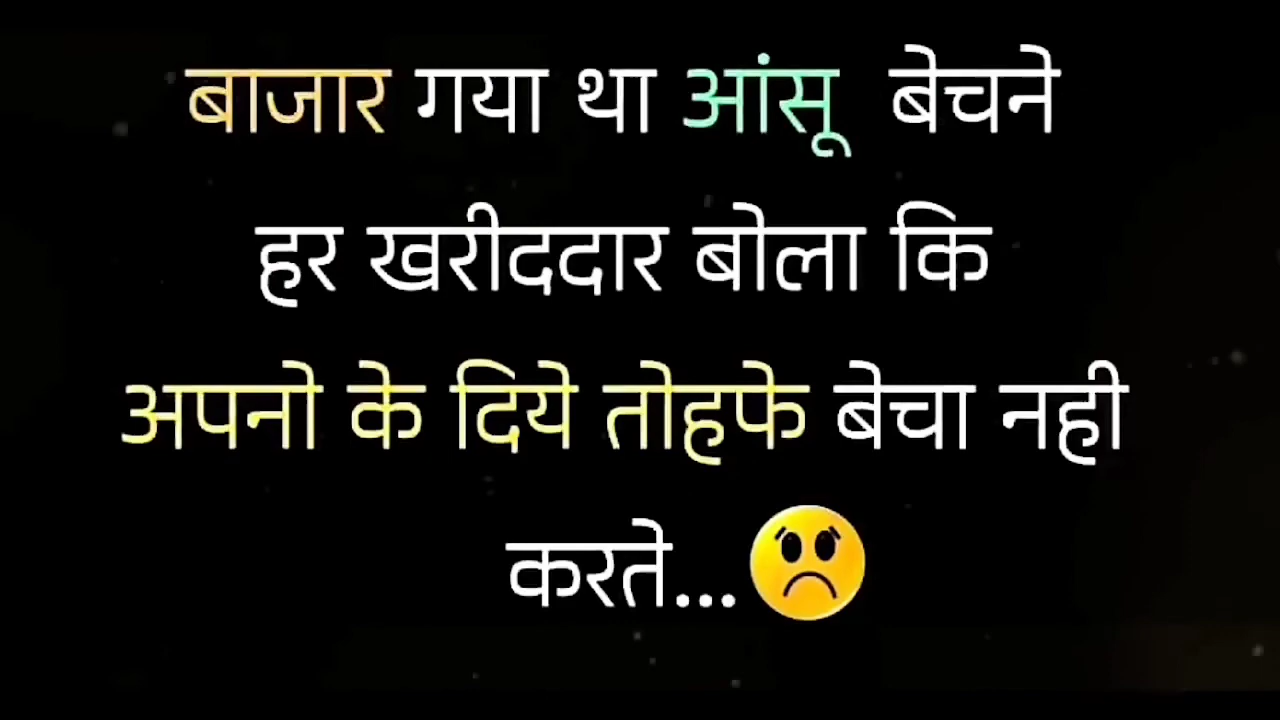 बाजार गया था आंसू बेचने
हर खरीददार बोला कि
अपनो के दिये तोहफे बेचा नही
करते...